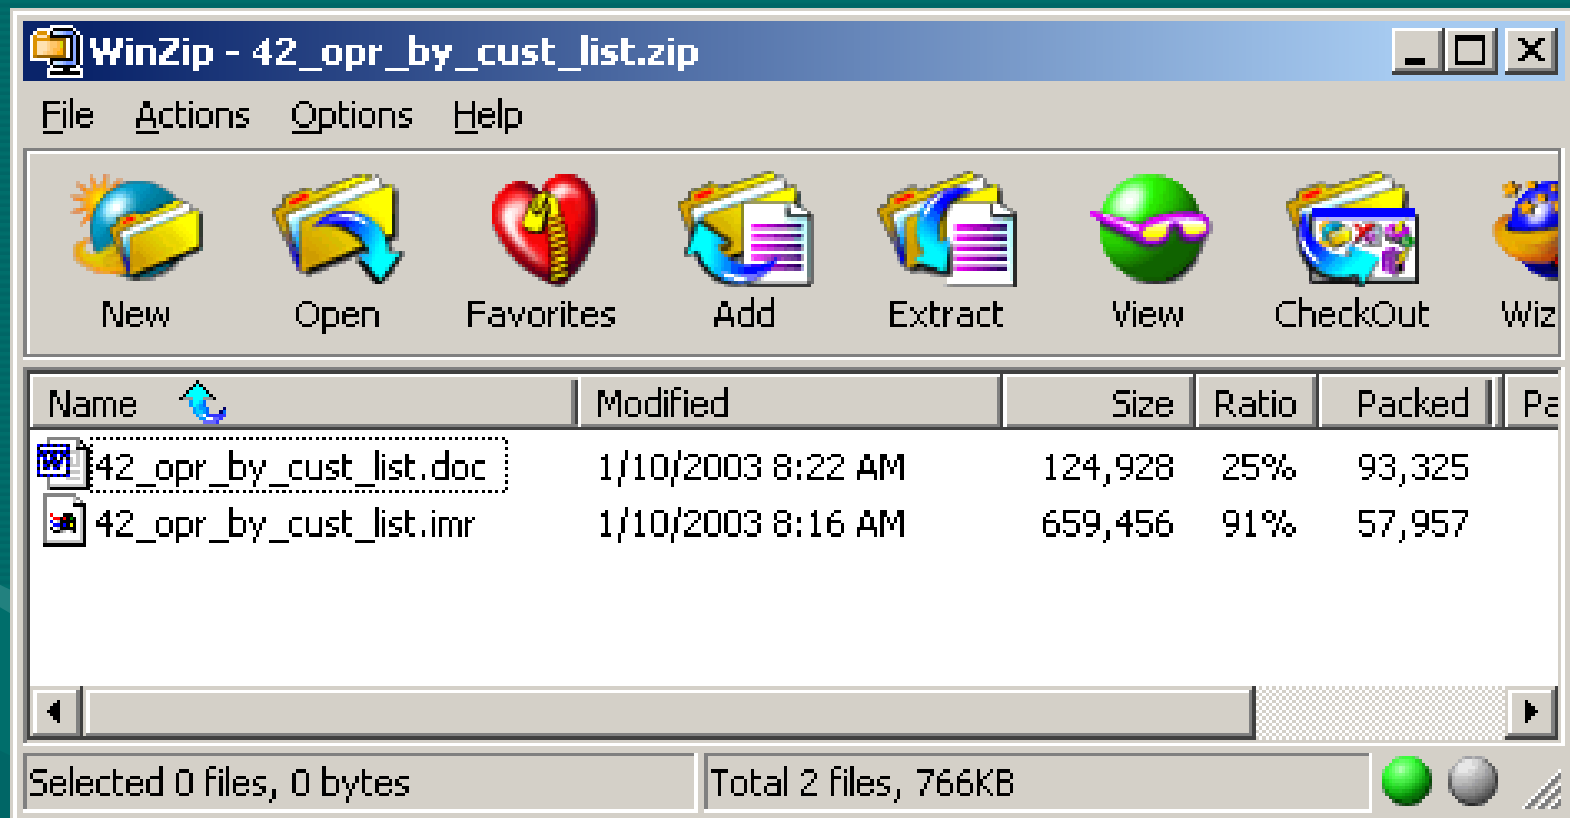 WinZip - 42_opr_by_cust_list.zip
File Actions Options Help
New Open Favorites Add Extract View CheckOut Wiz
Name Modified Size Ratio Packed Pa
42_opr_by_cust_list.doc 1/10/2003 8:22 AM 124,928 25% 93,325
42_opr_by_cust_list.imr 1/10/2003 8:16 AM 659,456 91% 57,957
Selected 0 files, 0 bytes Total 2 files, 766KB